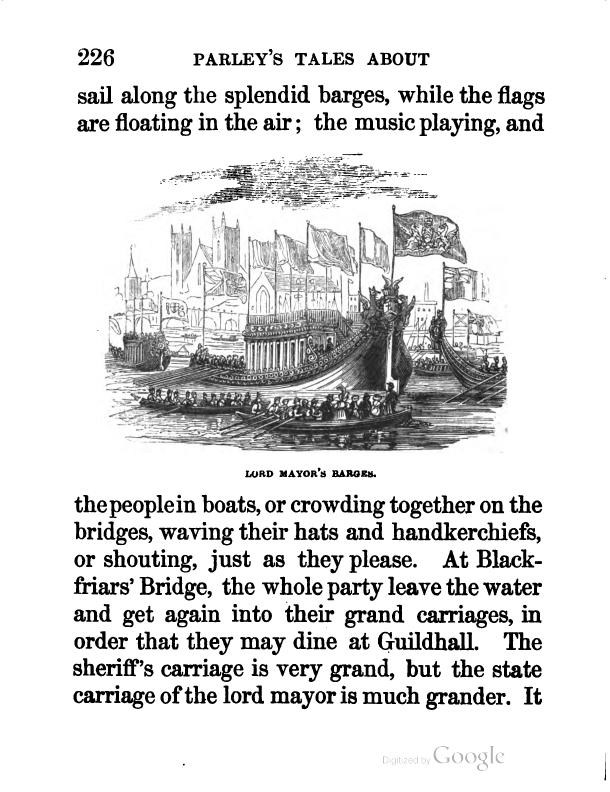 226 PARLEY'S TALES ABOUT
sail along the splendid barges, while the flags
are floating in the air; the music playing, and
LORD MAYOR'S BARGES.
the people in boats, or crowding together on the
bridges, waving their hats and handkerchiefs,
or shouting, just as they please. At Black-
friars' Bridge, the whole party leave the water
and get again into their grand carriages, in
order that they may dine at Guildhall. The
sheriff's carriage is very grand, but the state
carriage of the lord mayor is much grander. It
Digitized by Google